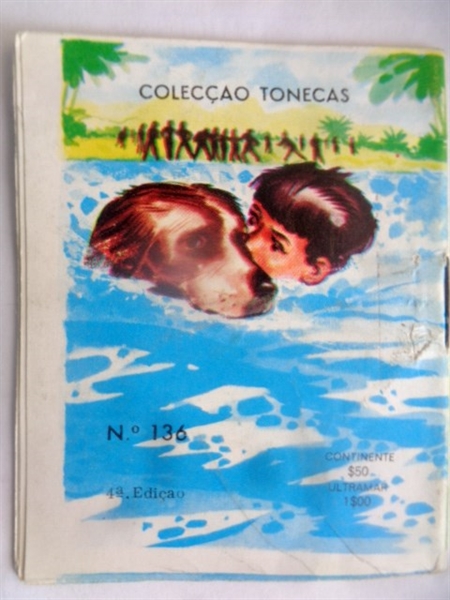 COLECÇAO TONECAS
N.º 136
4ª. Edição
CONTINENTE
$50
ULTRAMAR
1$00